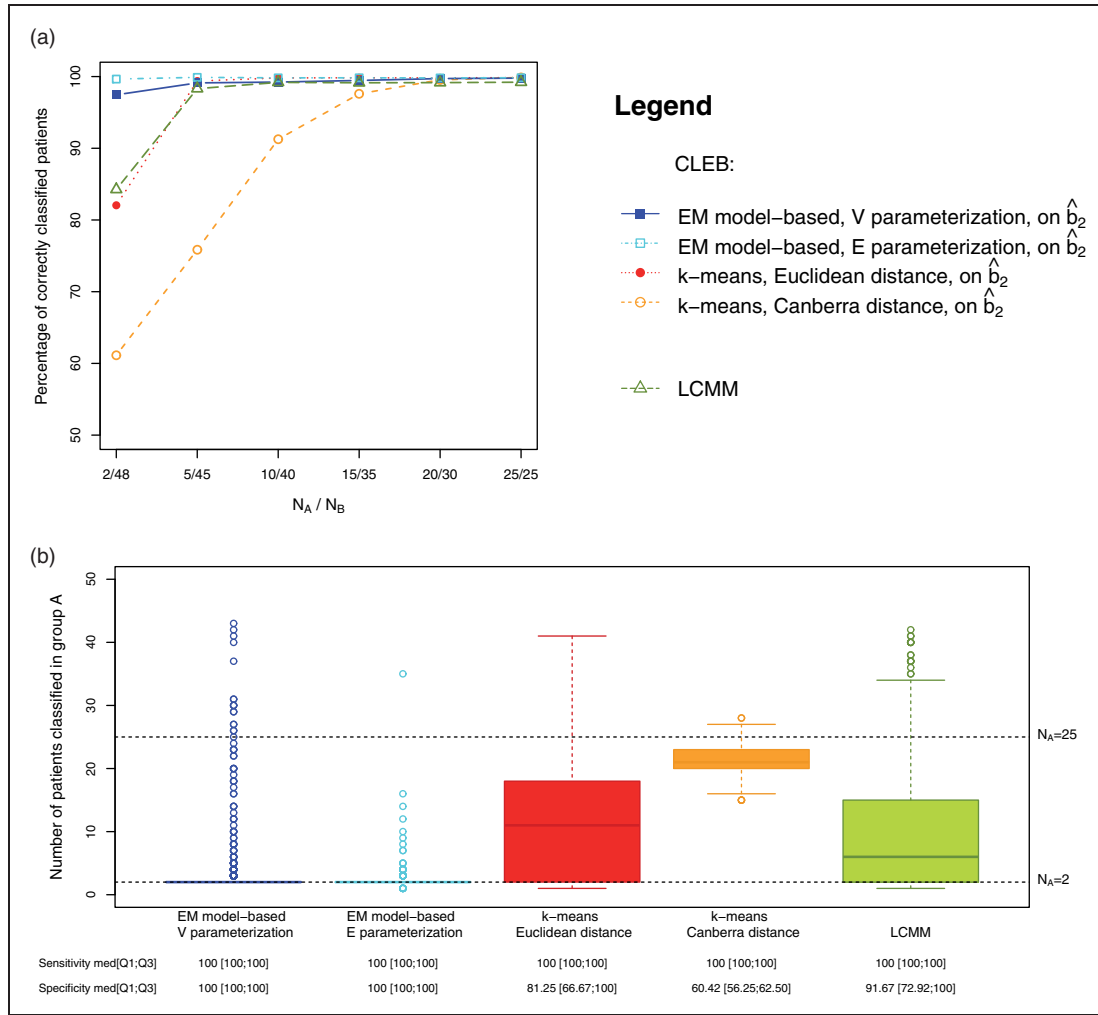 (a)
Percentage of correctly classified patients
100
90
80
70
60
50
2/48 5/45 10/40 15/35 20/30 25/25
N_A / N_B
Legend
CLEB:
EM model−based, V parameterization, on b̂₂
EM model−based, E parameterization, on b̂₂
k−means, Euclidean distance, on b̂₂
k−means, Canberra distance, on b̂₂
LCMM
(b)
Number of patients classified in group A
50
40
30
20
10
0
N_A=25
N_A=2
EM model−based EM model−based k−means k−means
V parameterization E parameterization Euclidean distance Canberra distance LCMM
Sensitivity med[Q1;Q3] 100 [100;100] 100 [100;100] 100 [100;100] 100 [100;100] 100 [100;100]
Specificity med[Q1;Q3] 100 [100;100] 100 [100;100] 81.25 [66.67;100] 60.42 [56.25;62.50] 91.67 [72.92;100]